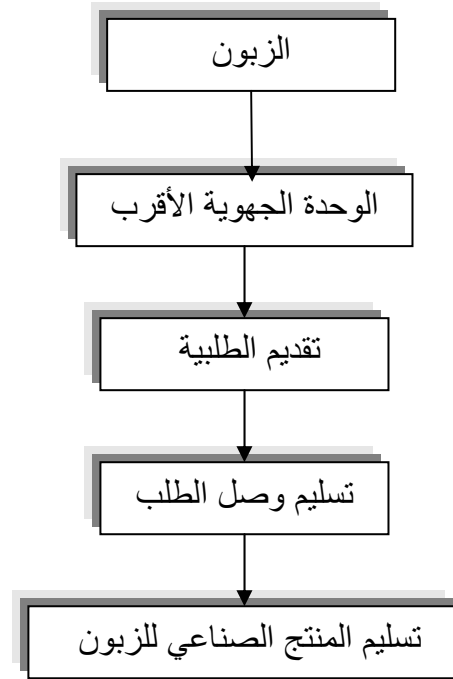 الزبون
الوحدة الجهوية الأقرب
تقديم الطلبية
تسليم وصل الطلب
تسليم المنتج الصناعي للزبون